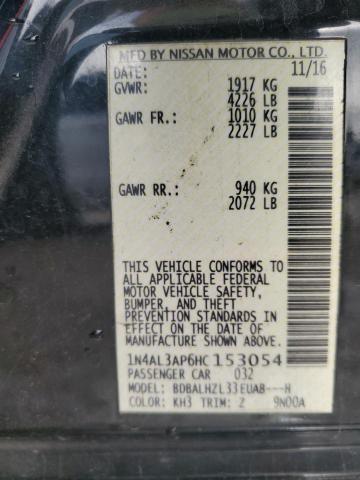 MFD BY NISSAN MOTOR CO., LTD.
DATE: 11/16
GVWR: 1917 KG
4226 LB
GAWR FR.: 1010 KG
2227 LB
GAWR RR.: 940 KG
2072 LB
THIS VEHICLE CONFORMS TO
ALL APPLICABLE FEDERAL
MOTOR VEHICLE SAFETY,
BUMPER, AND THEFT
PREVENTION STANDARDS
IN EFFECT ON THE DATE OF
MANUFACTURE SHOWN ABOVE.
1N4AL3AP6HC153054
PASSENGER CAR 032
MODEL: BDBALHZL33EUA8---H
COLOR: KH3 TRIM: Z 9N00A